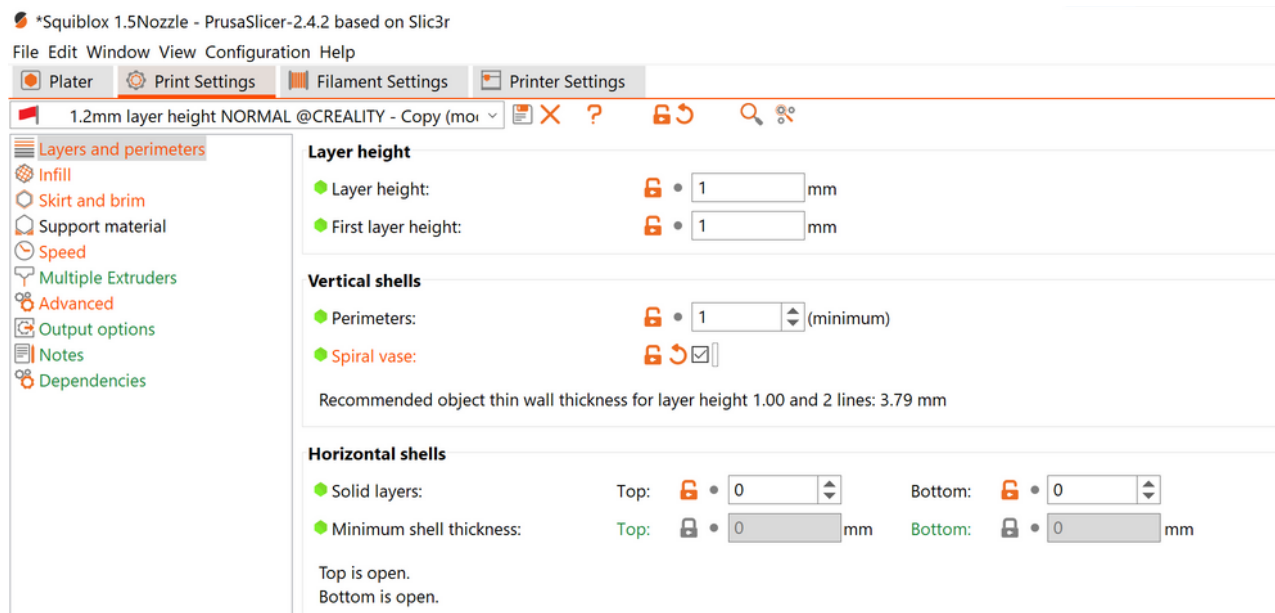 *Squiblox 1.5Nozzle - PrusaSlicer-2.4.2 based on Slic3r
File Edit Window View Configuration Help
Plater Print Settings Filament Settings Printer Settings
1.2mm layer height NORMAL @CREALITY - Copy (mo
Layers and perimeters
Infill
Skirt and brim
Support material
Speed
Multiple Extruders
Advanced
Output options
Notes
Dependencies
Layer height
Layer height: 1 mm
First layer height: 1 mm
Vertical shells
Perimeters: 1 (minimum)
Spiral vase:
Recommended object thin wall thickness for layer height 1.00 and 2 lines: 3.79 mm
Horizontal shells
Solid layers: Top: 0 Bottom: 0
Minimum shell thickness: Top: 0 mm Bottom: 0 mm
Top is open.
Bottom is open.